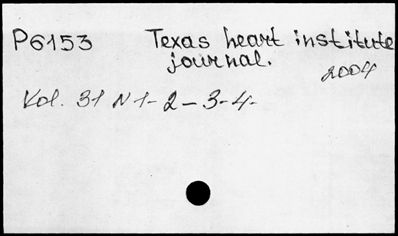 P6153 Texas heart institute
journal.
2004
Vol. 31 N 1-2-3-4-